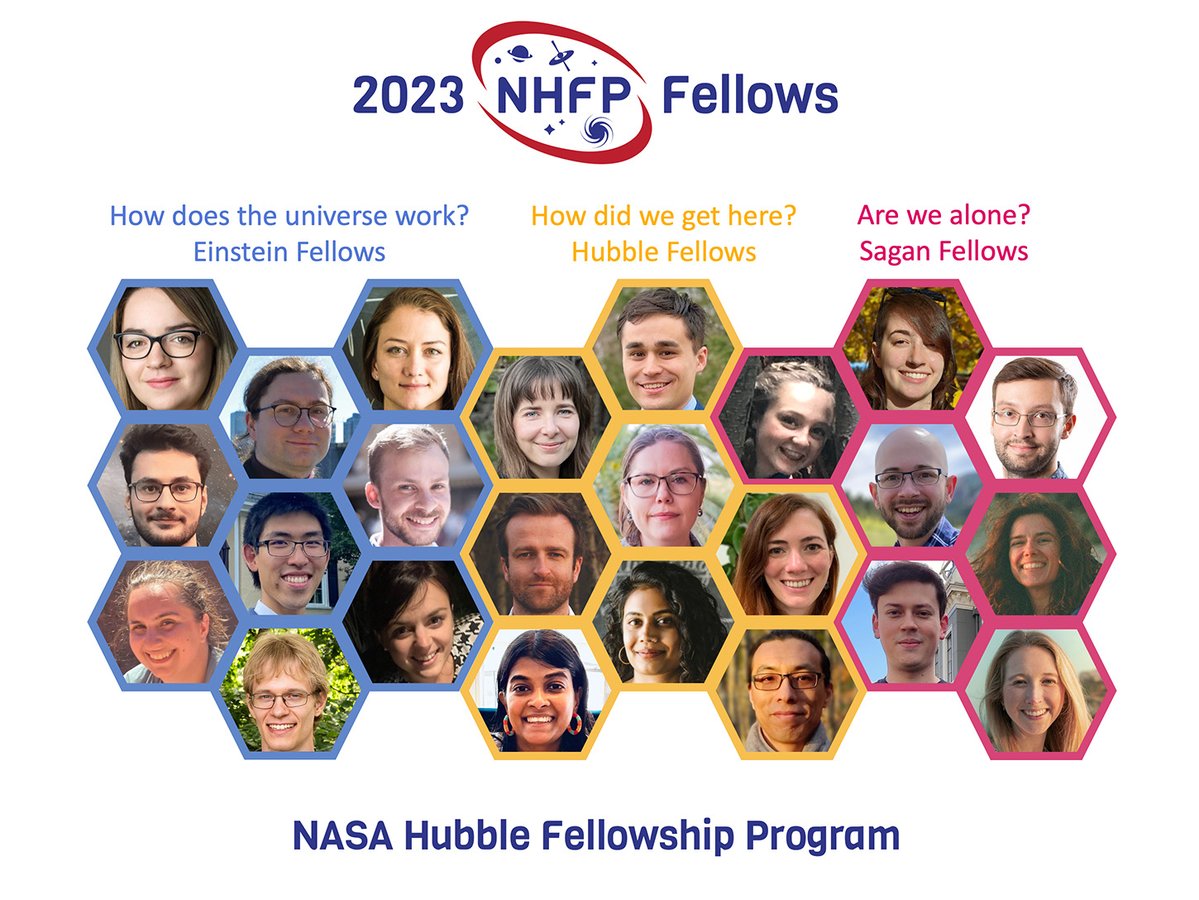 2023 NHFP Fellows
How does the universe work?
Einstein Fellows
How did we get here?
Hubble Fellows
Are we alone?
Sagan Fellows
NASA Hubble Fellowship Program